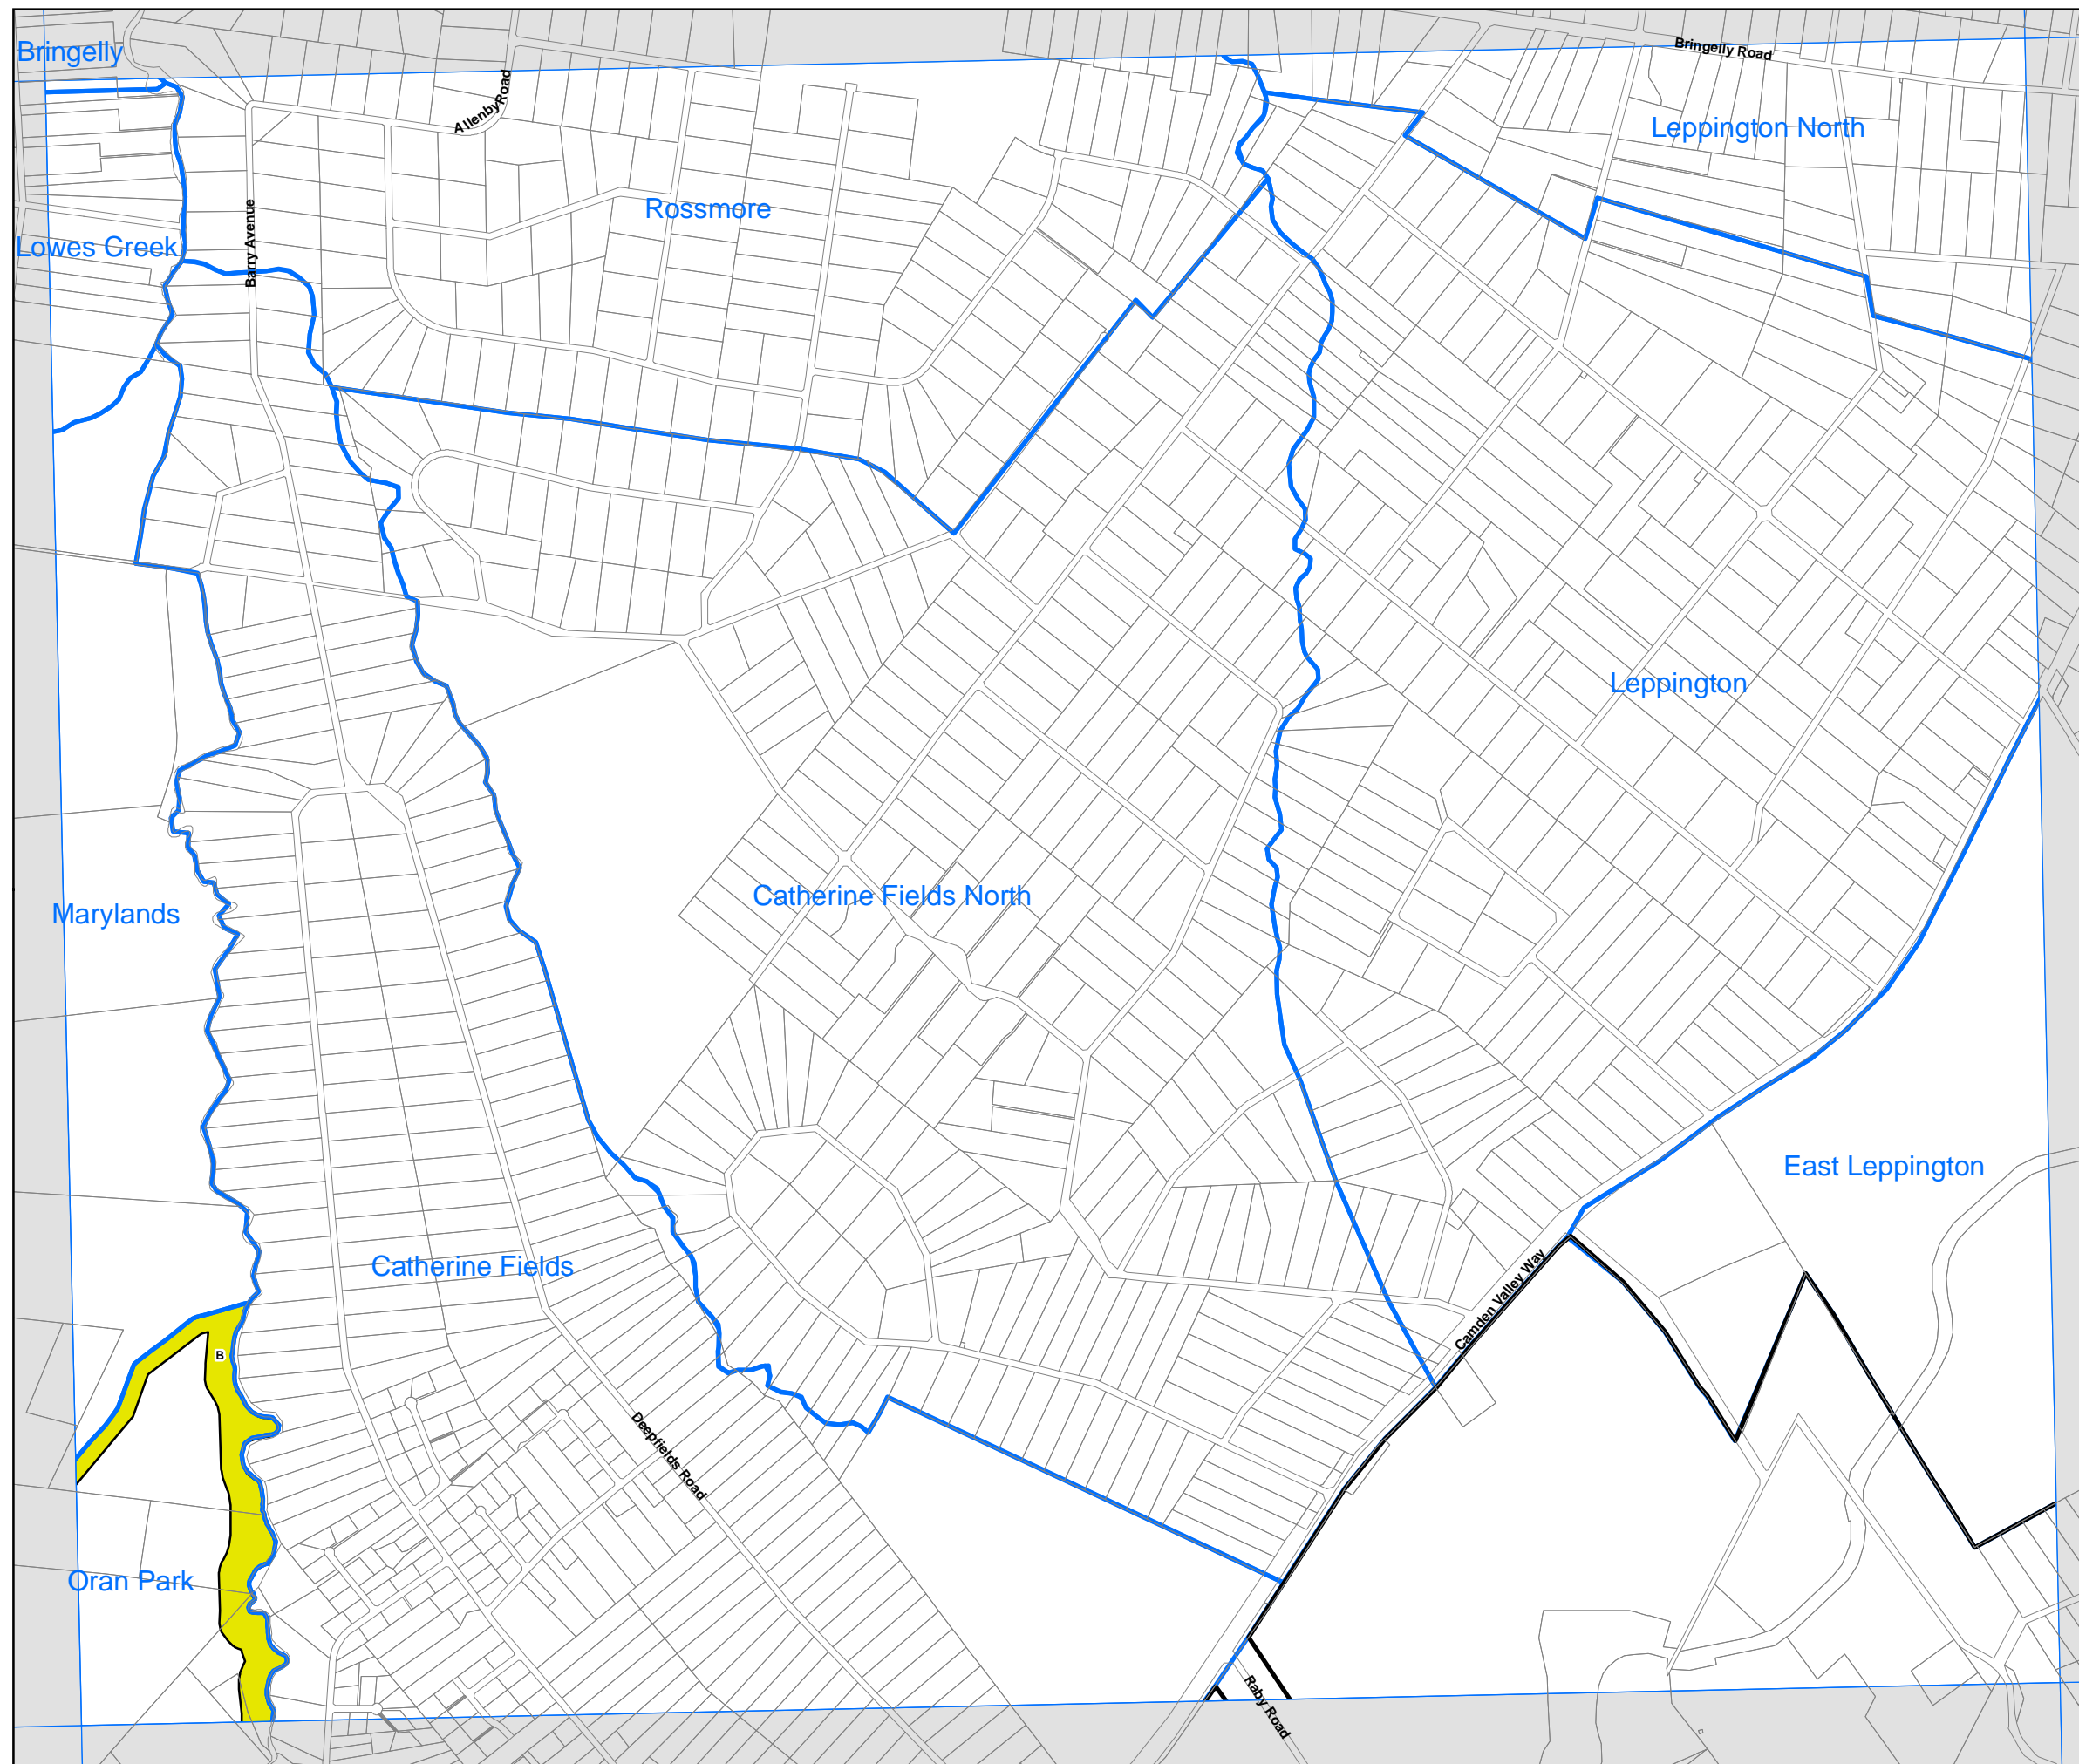 Bringelly
Bringelly Road
Allenby Road
Leppington North
Rossmore
Barry Avenue
Lowes Creek
Leppington
Catherine Fields North
Marylands
East Leppington
Catherine Fields
Camden Valley Way
B
Deepfields Road
Oran Park
Raby Road